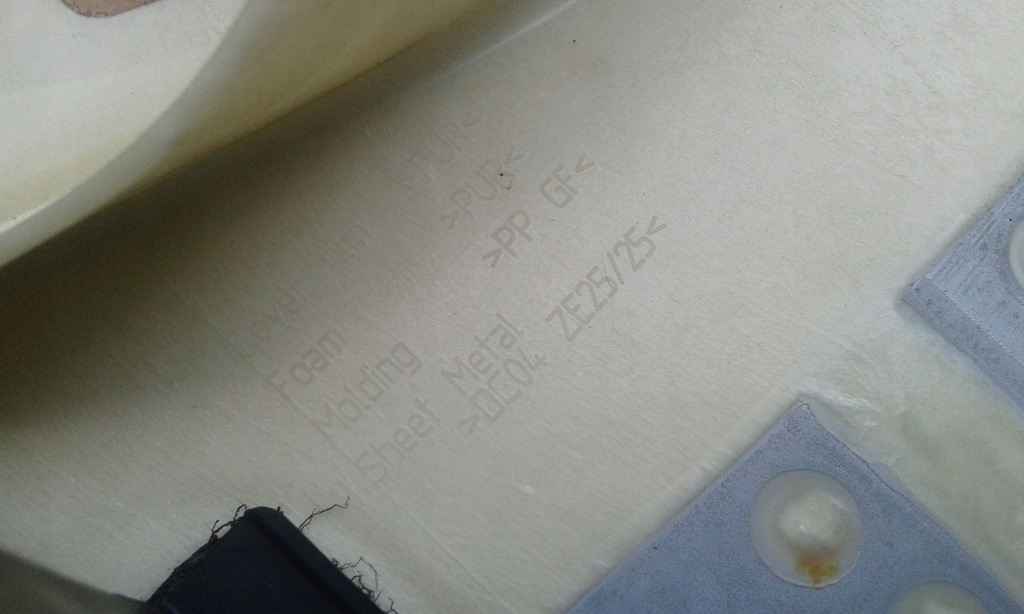 Cover
Foam >PUR<
Molding >PP GF<
Sheet Metal
>DC04 ZE25/25<